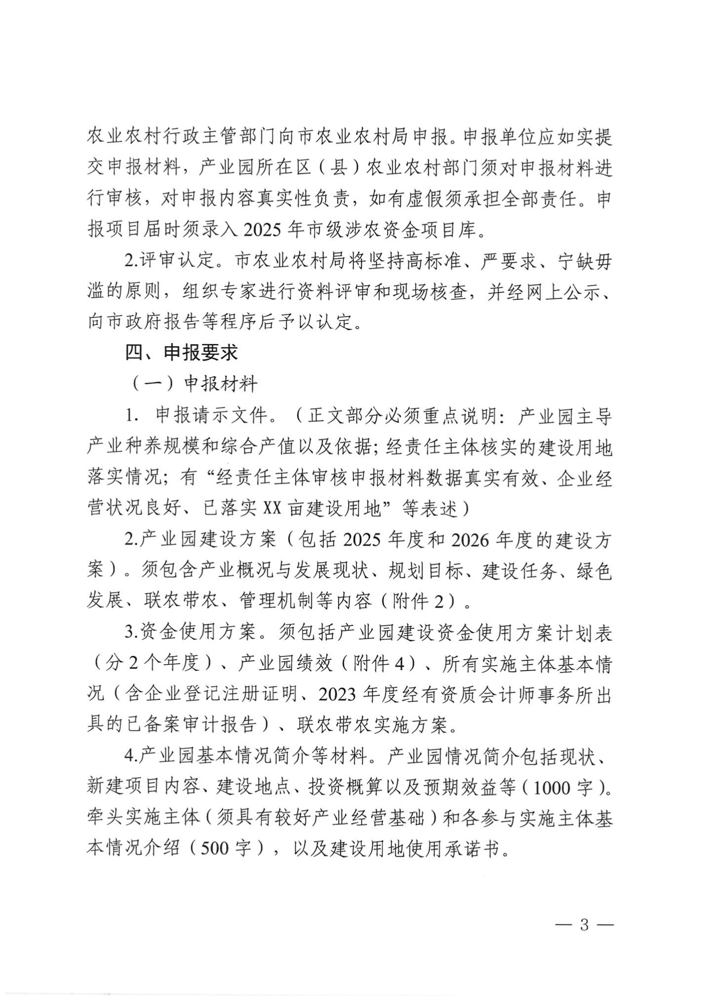 农业农村行政主管部门向市农业农村局申报。申报单位应如实提
交申报材料，产业园所在区（县）农业农村部门须对申报材料进
行审核，对申报内容真实性负责，如有虚假须承担全部责任。申
报项目届时须录入 2025 年市级涉农资金项目库。
2.评审认定。市农业农村局将坚持高标准、严要求、宁缺毋
滥的原则，组织专家进行资料评审和现场核查，并经网上公示、
向市政府报告等程序后予以认定。
四、申报要求
（一）申报材料
1. 申报请示文件。（正文部分必须重点说明：产业园主导
产业种养规模和综合产值以及依据；经责任主体核实的建设用地
落实情况；有“经责任主体审核申报材料数据真实有效、企业经
营状况良好、已落实 XX 亩建设用地”等表述）
2.产业园建设方案（包括 2025 年度和 2026 年度的建设方
案）。须包含产业概况与发展现状、规划目标、建设任务、绿色
发展、联农带农、管理机制等内容（附件 2）。
3.资金使用方案。须包括产业园建设资金使用方案计划表
（分 2 个年度）、产业园绩效（附件 4）、所有实施主体基本情
况（含企业登记注册证明、2023 年度经有资质会计师事务所出
具的已备案审计报告）、联农带农实施方案。
4.产业园基本情况简介等材料。产业园情况简介包括现状、
新建项目内容、建设地点、投资概算以及预期效益等（1000 字）。
牵头实施主体（须具有较好产业经营基础）和各参与实施主体基
本情况介绍（500 字），以及建设用地使用承诺书。
— 3 —